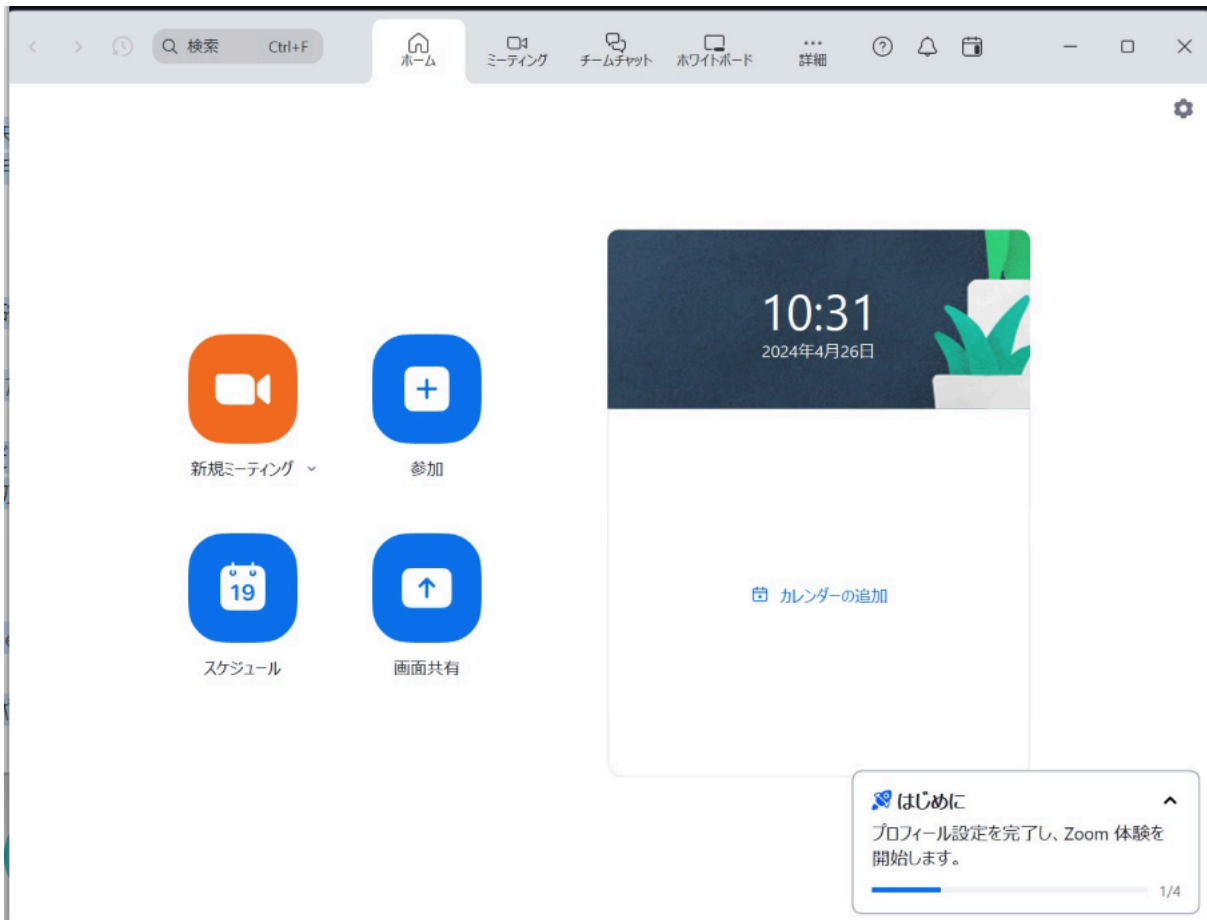 検索 Ctrl+F
ホーム
ミーティング
チームチャット
ホワイトボード
詳細
10:31
2024年4月26日
新規ミーティング
参加
19
スケジュール
画面共有
カレンダーの追加
はじめに
プロフィール設定を完了し、Zoom 体験を
開始します。
1/4